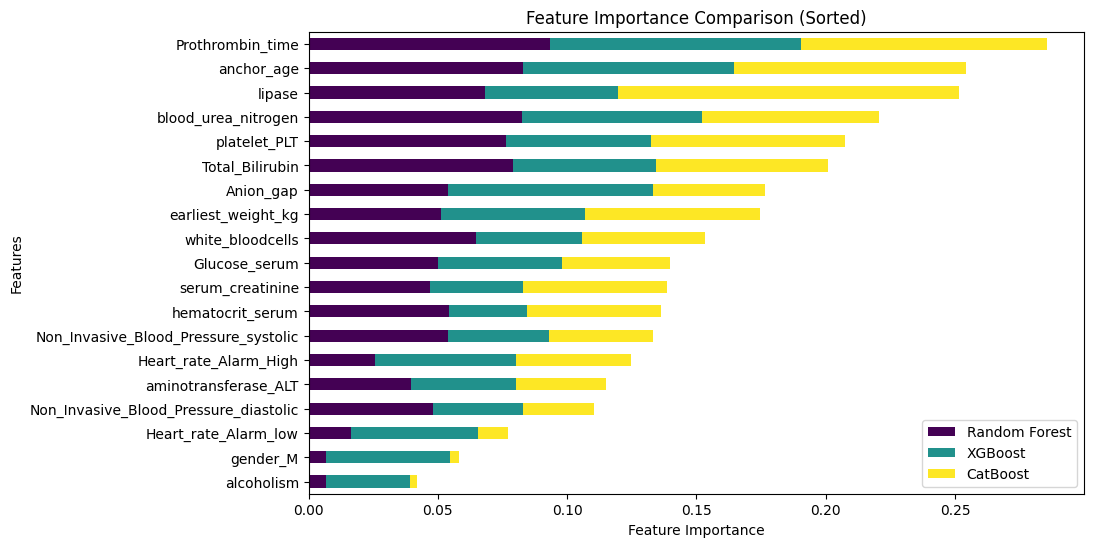 Feature Importance Comparison (Sorted)
Prothrombin_time
anchor_age
lipase
blood_urea_nitrogen
platelet_PLT
Total_Bilirubin
Anion_gap
earliest_weight_kg
white_bloodcells
Glucose_serum
serum_creatinine
hematocrit_serum
Non_Invasive_Blood_Pressure_systolic
Heart_rate_Alarm_High
aminotransferase_ALT
Non_Invasive_Blood_Pressure_diastolic
Heart_rate_Alarm_low
gender_M
alcoholism
Features
Random Forest
XGBoost
CatBoost
0.00 0.05 0.10 0.15 0.20 0.25
Feature Importance